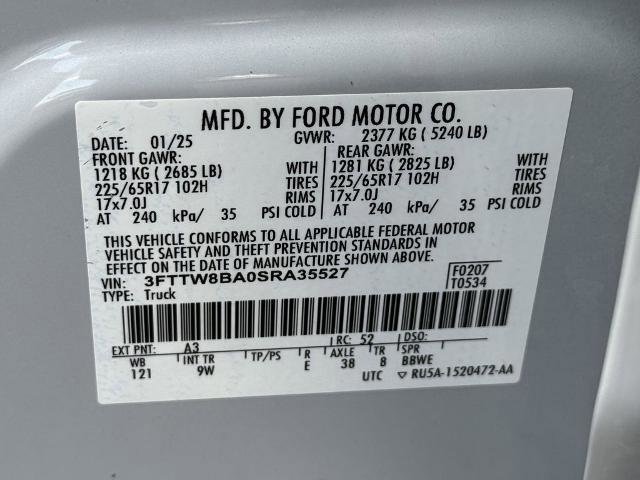 MFD. BY FORD MOTOR CO.
DATE: 01/25 GVWR: 2377 KG ( 5240 LB)
FRONT GAWR: REAR GAWR:
1218 KG ( 2685 LB) WITH 1281 KG ( 2825 LB) WITH
225/65R17 102H TIRES 225/65R17 102H TIRES
17x7.0J RIMS 17x7.0J RIMS
AT 240 kPa/ 35 PSI COLD AT 240 kPa/ 35 PSI COLD
THIS VEHICLE CONFORMS TO ALL APPLICABLE FEDERAL MOTOR
VEHICLE SAFETY AND THEFT PREVENTION STANDARDS IN
EFFECT ON THE DATE OF MANUFACTURE SHOWN ABOVE.
VIN: 3FTTW8BA0SRA35527 F0207
TYPE: Truck T0534
EXT PNT: A3 RC: 52 DSO:
WB INT TR TP/PS R AXLE TR SPR
121 9W E 38 8 BBWE
UTC ▽ RU5A-1520472-AA